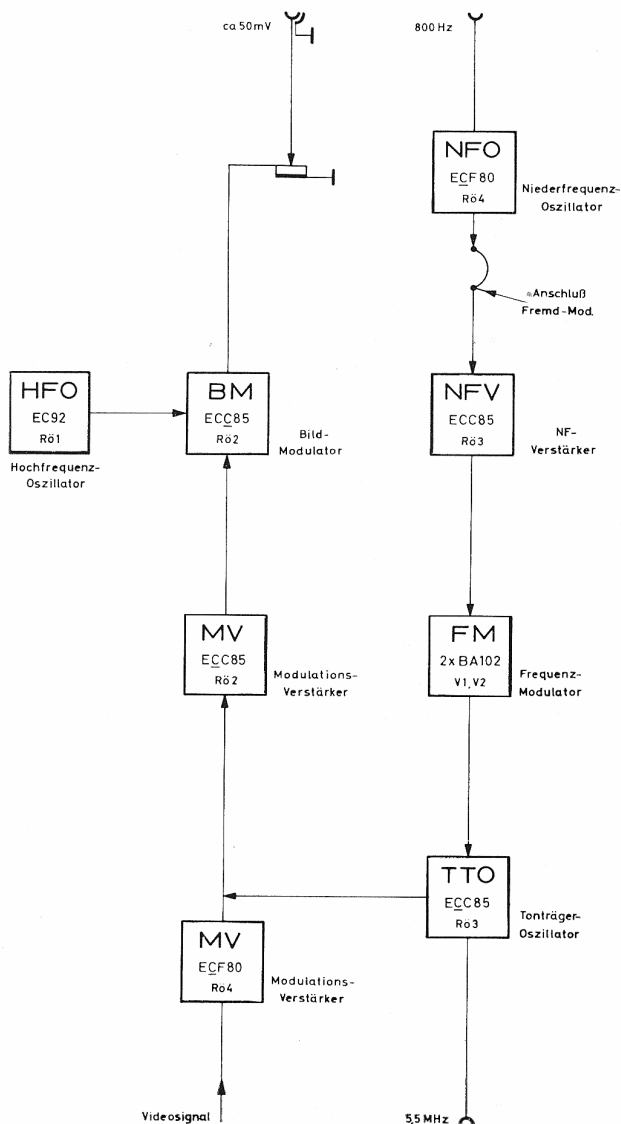 ca 50mV
800 Hz
NFO
ECF80
Rö4
Niederfrequenz-
Oszillator
Anschluß
Fremd-Mod.
HFO
EC92
Rö1
Hochfrequenz-
Oszillator
BM
ECC85
Rö2
Bild-
Modulator
NFV
ECC85
Rö3
NF-
Verstärker
MV
ECC85
Rö2
Modulations-
Verstärker
FM
2x BA102
V1, V2
Frequenz-
Modulator
TTO
ECC85
Rö3
Tonträger-
Oszillator
MV
ECF80
Rö4
Modulations-
Verstärker
Videosignal
5,5 MHz